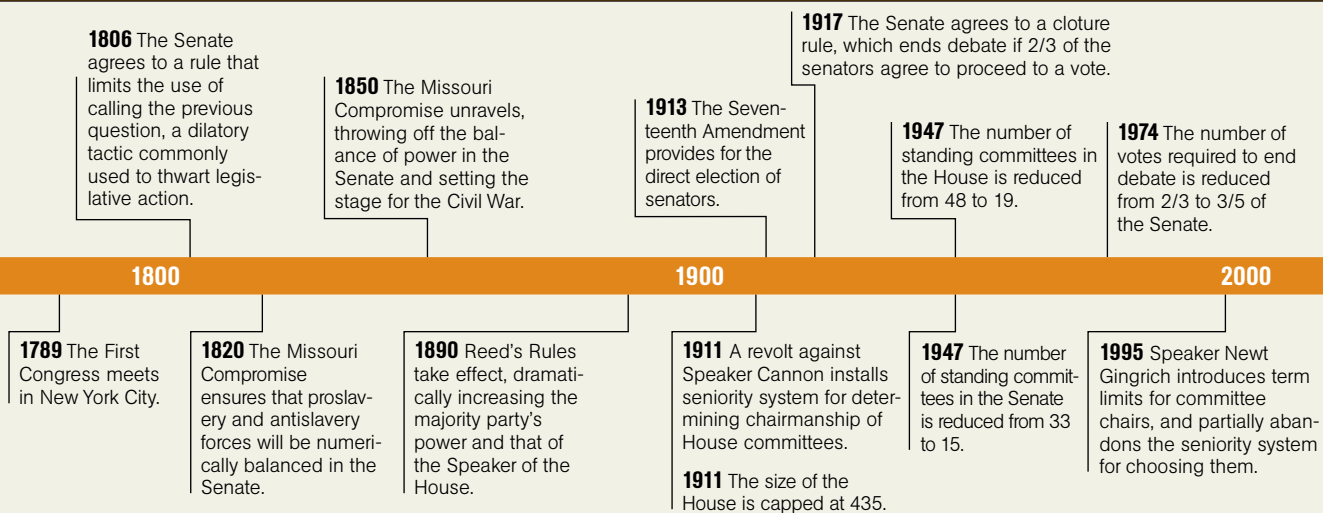 1806 The Senate
agrees to a rule that
limits the use of
calling the previous
question, a dilatory
tactic commonly
used to thwart legis-
lative action.
1850 The Missouri
Compromise unravels,
throwing off the bal-
ance of power in the
Senate and setting the
stage for the Civil War.
1913 The Seven-
teenth Amendment
provides for the
direct election of
senators.
1917 The Senate agrees to a cloture
rule, which ends debate if 2/3 of the
senators agree to proceed to a vote.
1947 The number of
standing committees in
the House is reduced
from 48 to 19.
1974 The number of
votes required to end
debate is reduced
from 2/3 to 3/5 of
the Senate.
1800
1900
2000
1789 The First
Congress meets
in New York City.
1820 The Missouri
Compromise
ensures that proslav-
ery and antislavery
forces will be numeri-
cally balanced in the
Senate.
1890 Reed's Rules
take effect, dramati-
cally increasing the
majority party's
power and that of
the Speaker of the
House.
1911 A revolt against
Speaker Cannon installs
seniority system for deter-
mining chairmanship of
House committees.
1911 The size of the
House is capped at 435.
1947 The number
of standing commit-
tees in the Senate
is reduced from 33
to 15.
1995 Speaker Newt
Gingrich introduces term
limits for committee
chairs, and partially aban-
dons the seniority system
for choosing them.